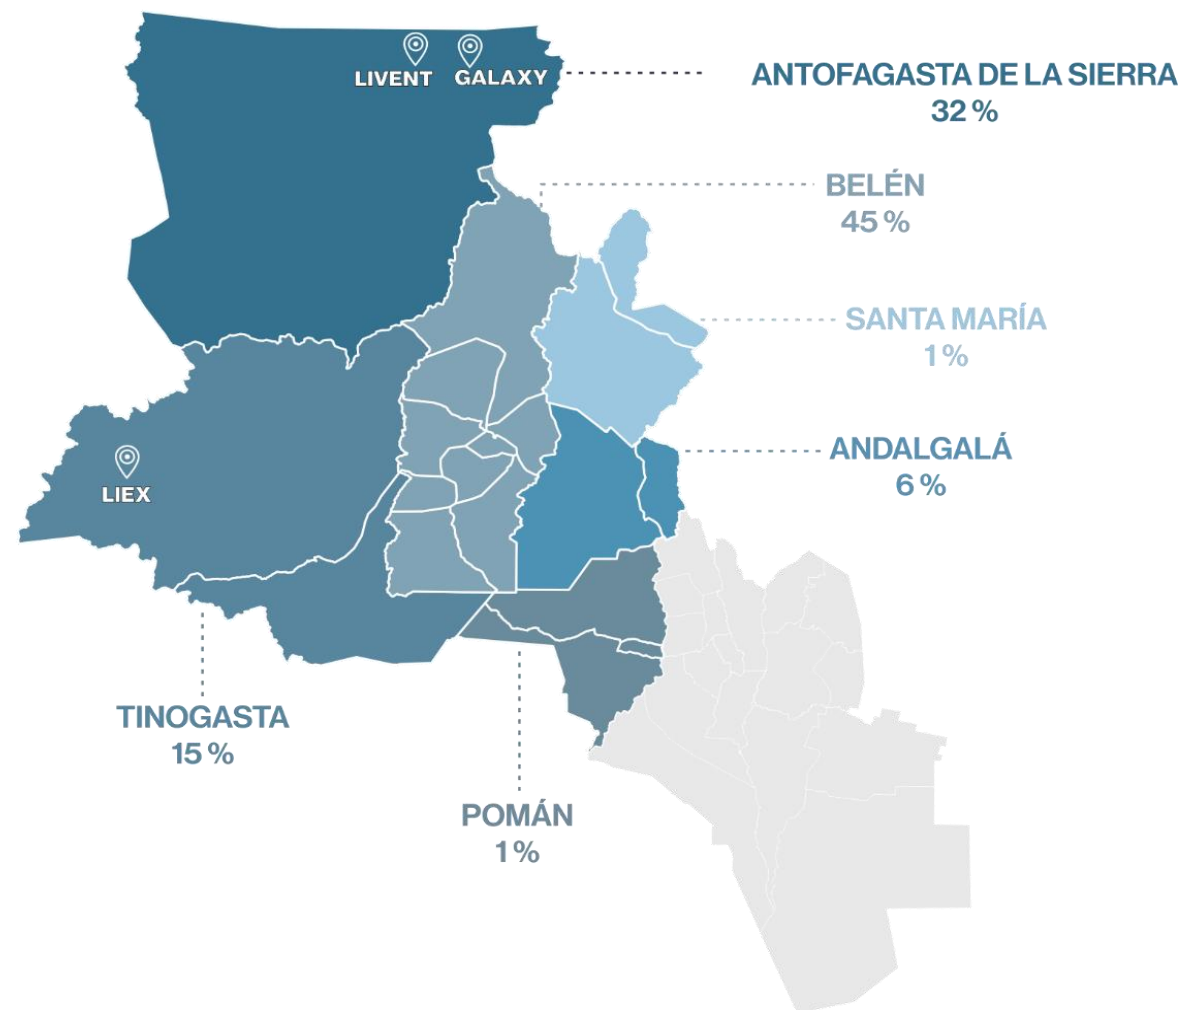 LIVENT
GALAXY
ANTOFAGASTA DE LA SIERRA
32 %
BELÉN
45 %
SANTA MARÍA
1 %
ANDALGALÁ
6 %
LIEX
TINOGASTA
15 %
POMÁN
1 %